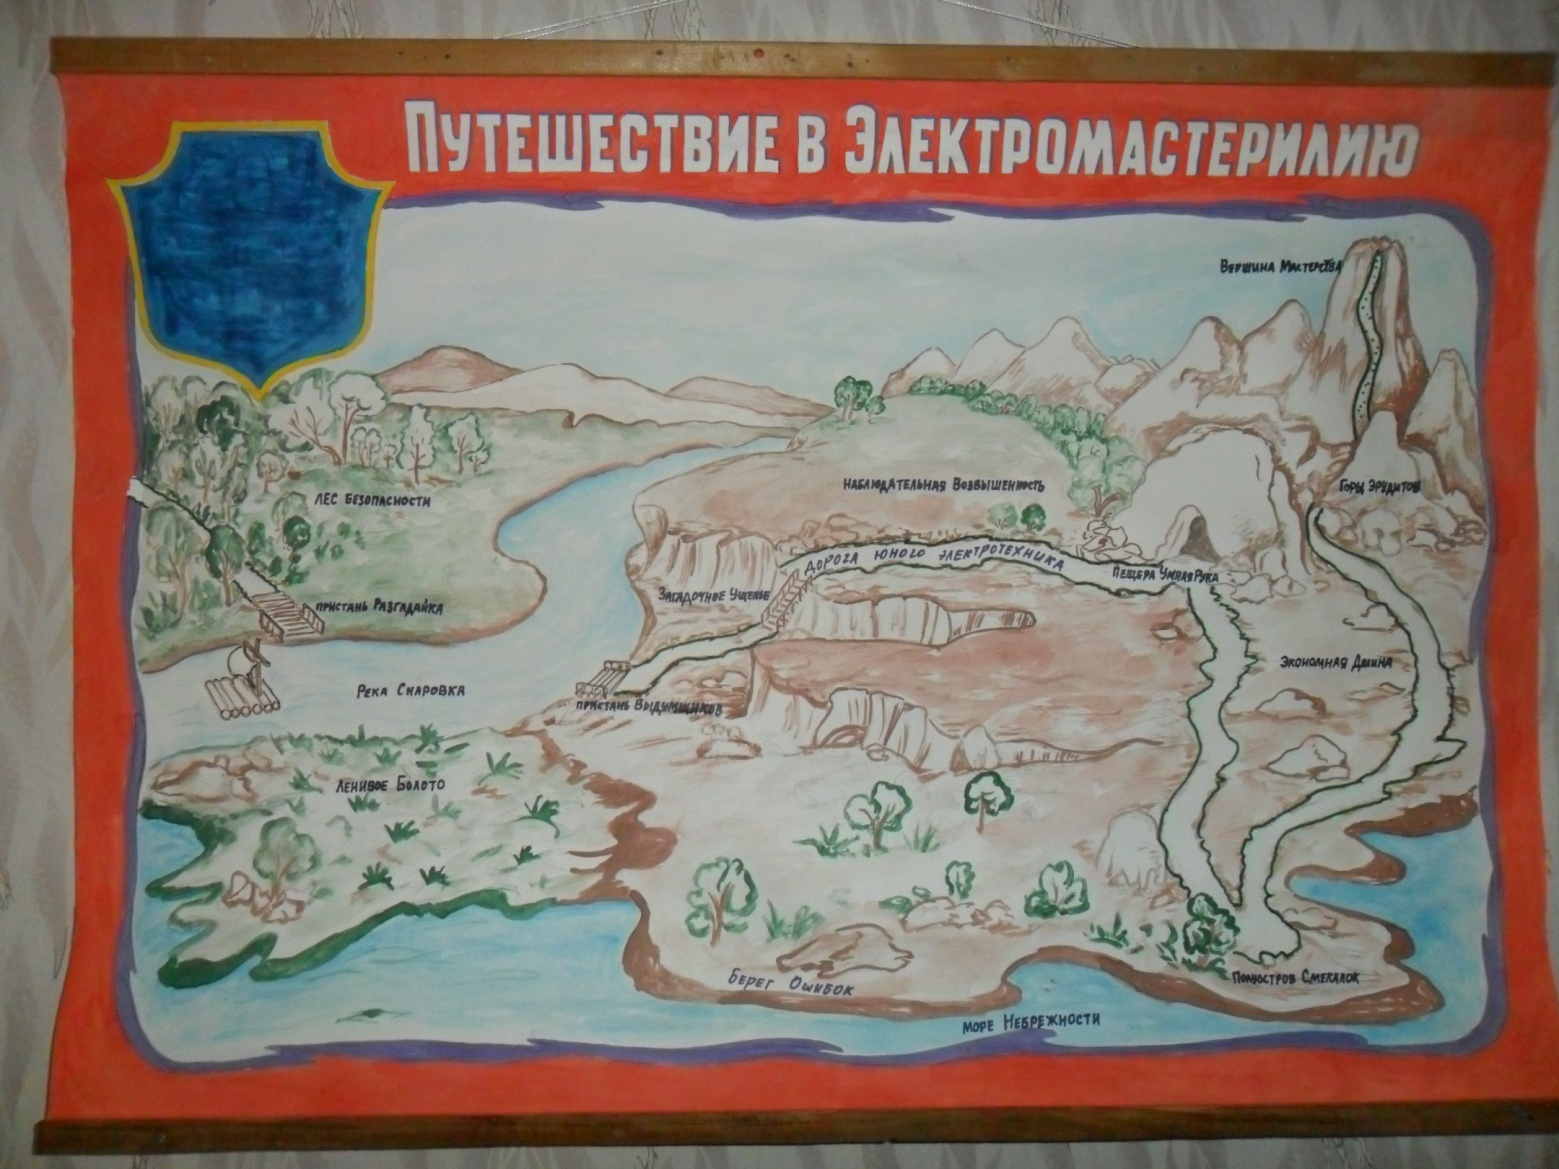 Путешествие в Электромастерилию
Вершина Мастерства
Наблюдательная Возвышенность
Горы Эрудитов
Лес Безопасности
Дорога юного электротехника
Пещера Умная Рука
Загадочное Ущелье
пристань Разгадайка
Экономная Долина
Река Снаровка
пристань Выдумщиков
Ленивое Болото
Берег Ошибок
Полуостров Смекалок
море Небрежности